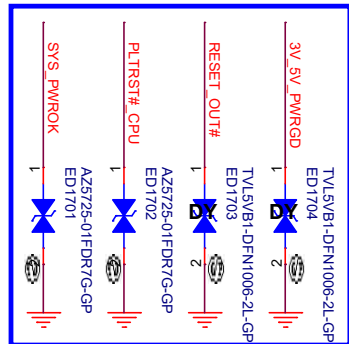 SYS_PWROK
PLTRST#_CPU
RESET_OUT#
3V_5V_PWRGD
1
1
1
1
AZ5725-01FDR7G-GP
ED1701
AZ5725-01FDR7G-GP
ED1702
DY
TVL5VB1-DFN1006-2L-GP
ED1703
DY
TVL5VB1-DFN1006-2L-GP
ED1704
2
2
2
2